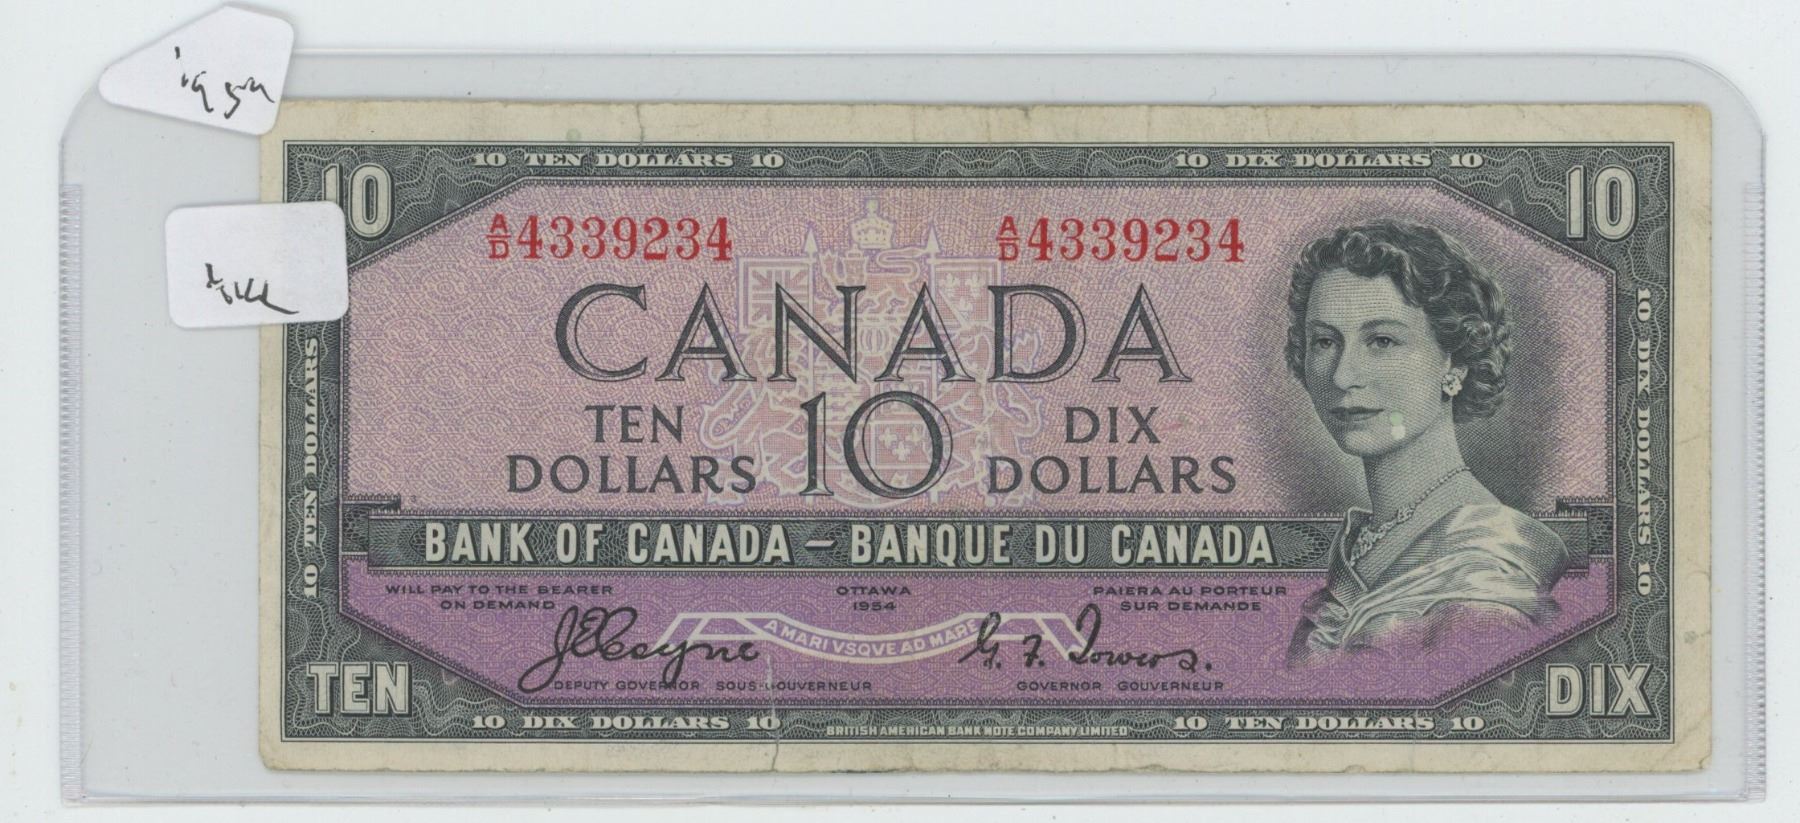 10 TEN DOLLARS 10
10 DIX DOLLARS 10
10
10
A/D 4339234
A/D 4339234
CANADA
TEN DOLLARS
10
DIX DOLLARS
10 TEN DOLLARS 10
10 DIX DOLLARS 10
BANK OF CANADA – BANQUE DU CANADA
WILL PAY TO THE BEARER
ON DEMAND
OTTAWA
1954
PAIERA AU PORTEUR
SUR DEMANDE
A MARI VSQVE AD MARE
J E Coyne
G. F. Towers.
DEPUTY GOVERNOR SOUS-GOUVERNEUR
GOVERNOR GOUVERNEUR
TEN
DIX
10 DIX DOLLARS 10
10 TEN DOLLARS 10
BRITISH AMERICAN BANK NOTE COMPANY LIMITED